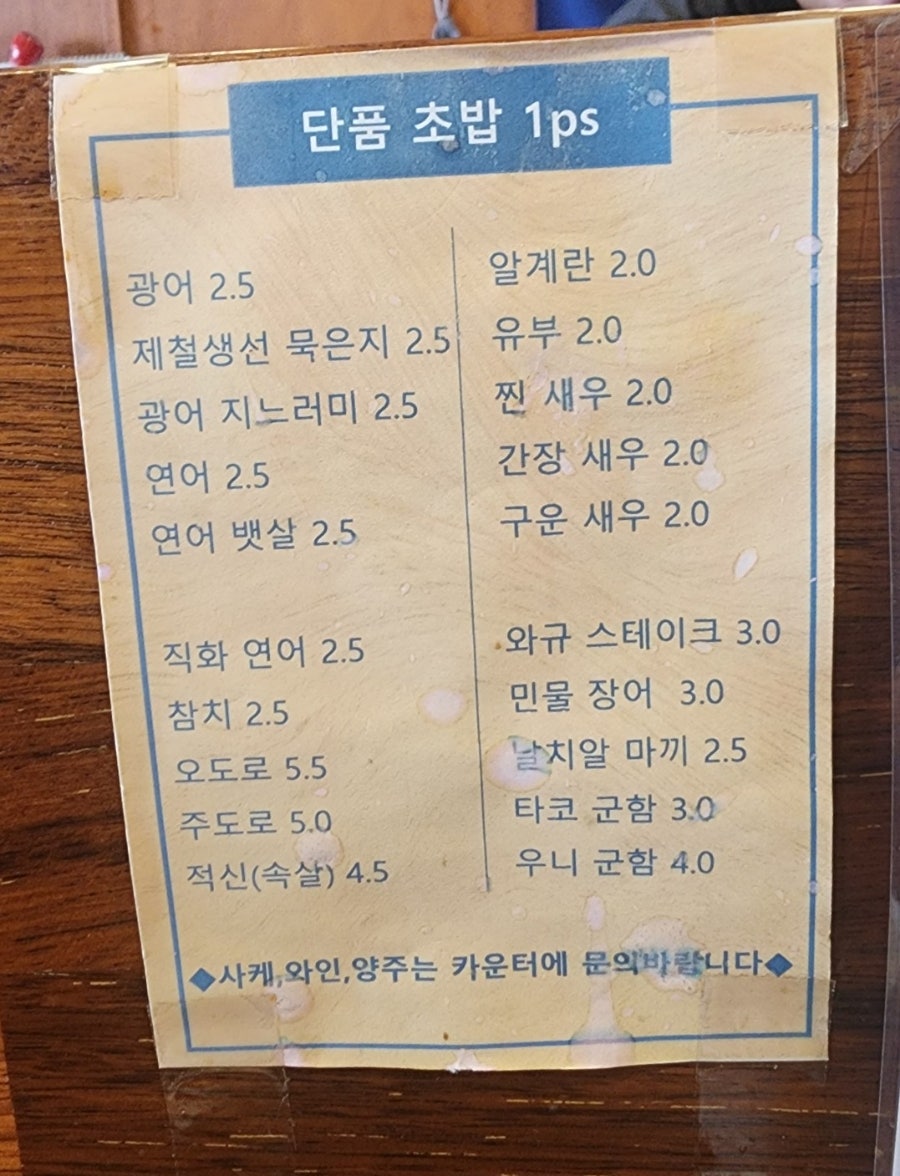 단품 초밥 1ps
광어 2.5
제철생선 묵은지 2.5
광어 지느러미 2.5
연어 2.5
연어 뱃살 2.5
직화 연어 2.5
참치 2.5
오도로 5.5
주도로 5.0
적신(속살) 4.5
알계란 2.0
유부 2.0
찐 새우 2.0
간장 새우 2.0
구운 새우 2.0
와규 스테이크 3.0
민물 장어 3.0
날치알 마끼 2.5
타코 군함 3.0
우니 군함 4.0
◆사케,와인,양주는 카운터에 문의바랍니다◆